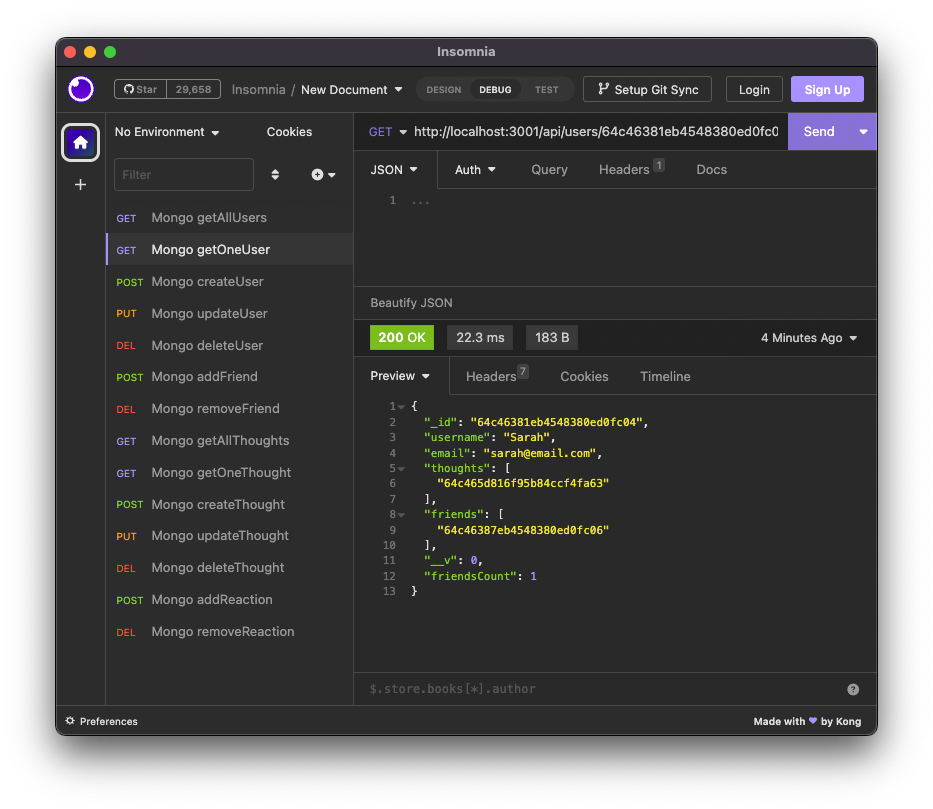 Insomnia
Star 29,658 Insomnia / New Document DESIGN DEBUG TEST Setup Git Sync Login Sign Up
No Environment Cookies
Filter
GET Mongo getAllUsers
GET Mongo getOneUser
POST Mongo createUser
PUT Mongo updateUser
DEL Mongo deleteUser
POST Mongo addFriend
DEL Mongo removeFriend
GET Mongo getAllThoughts
GET Mongo getOneThought
POST Mongo createThought
PUT Mongo updateThought
DEL Mongo deleteThought
POST Mongo addReaction
DEL Mongo removeReaction
GET http://localhost:3001/api/users/64c46381eb4548380ed0fc0 Send
JSON Auth Query Headers 1 Docs
1 ...
Beautify JSON
200 OK 22.3 ms 183 B 4 Minutes Ago
Preview Headers 7 Cookies Timeline
1 {
2 "_id": "64c46381eb4548380ed0fc04",
3 "username": "Sarah",
4 "email": "sarah@email.com",
5 "thoughts": [
6 "64c465d816f95b84ccf4fa63"
7 ],
8 "friends": [
9 "64c46387eb4548380ed0fc06"
10 ],
11 "__v": 0,
12 "friendsCount": 1
13 }
$.store.books[*].author ?
Preferences Made with ♥ by Kong